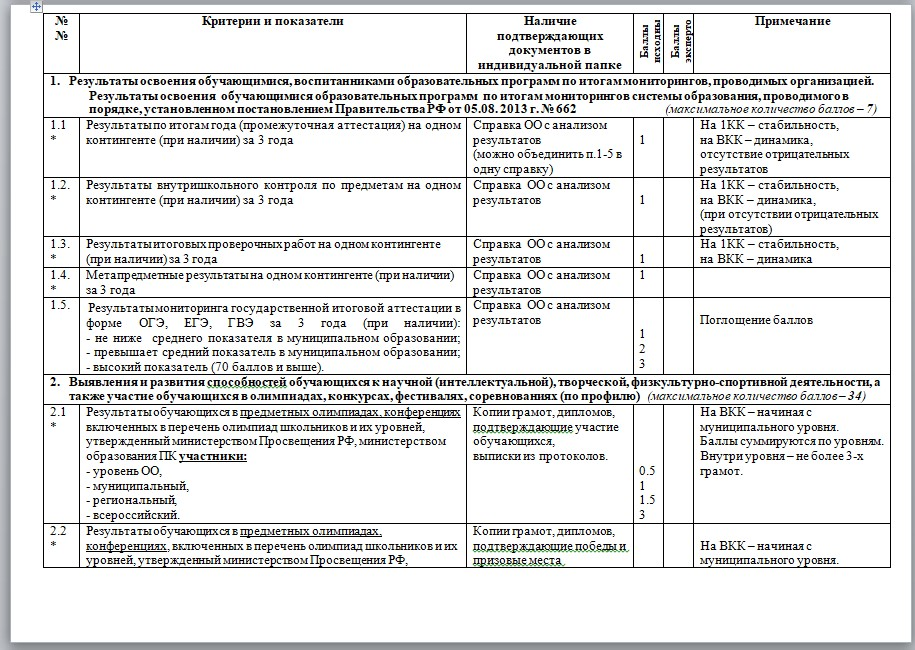 № №
Критерии и показатели
Наличие
подтверждающих
документов в
индивидуальной папке
Баллы
исходны
Баллы
эксперто
Примечание
1. Результаты освоения обучающимися, воспитанниками образовательных программ по итогам мониторингов, проводимых организацией.
Результаты освоения обучающимися образовательных программ по итогам мониторингов системы образования, проводимого в
порядке, установленном постановлением Правительства РФ от 05.08. 2013 г. № 662 (максимальное количество баллов – 7)
1.1
*
Результаты по итогам года (промежуточная аттестация) на одном
контингенте (при наличии) за 3 года
Справка ОО с анализом
результатов
(можно объединить п.1-5 в
одну справку)
1
На 1КК – стабильность,
на ВКК – динамика,
отсутствие отрицательных
результатов
1.2.
*
Результаты внутришкольного контроля по предметам на одном
контингенте (при наличии) за 3 года
Справка ОО с анализом
результатов
1
На 1КК – стабильность,
на ВКК – динамика,
(при отсутствии отрицательных
результатов)
1.3.
*
Результаты итоговых проверочных работ на одном контингенте
(при наличии) за 3 года
Справка ОО с анализом
результатов
1
На 1КК – стабильность,
на ВКК – динамика
1.4.
*
Метапредметные результаты на одном контингенте (при наличии)
за 3 года
Справка ОО с анализом
результатов
1
1.5.
Результаты мониторинга государственной итоговой аттестации в
форме ОГЭ, ЕГЭ, ГВЭ за 3 года (при наличии):
- не ниже среднего показателя в муниципальном образовании;
- превышает средний показатель в муниципальном образовании;
- высокий показатель (70 баллов и выше).
Справка ОО с анализом
результатов
1
2
3
Поглощение баллов
2. Выявления и развития способностей обучающихся к научной (интеллектуальной), творческой, физкультурно-спортивной деятельности, а
также участие обучающихся в олимпиадах, конкурсах, фестивалях, соревнованиях (по профилю) (максимальное количество баллов – 34)
2.1
*
Результаты обучающихся в предметных олимпиадах, конференциях
включенных в перечень олимпиад школьников и их уровней,
утвержденный министерством Просвещения РФ, министерством
образования ПК участники:
- уровень ОО,
- муниципальный,
- региональный,
- всероссийский.
Копии грамот, дипломов,
подтверждающие участие
обучающихся,
выписки из протоколов.
0.5
1
1.5
3
На ВКК – начиная с
муниципального уровня.
Баллы суммируются по уровням.
Внутри уровня – не более 3-х
грамот.
2.2
*
Результаты обучающихся в предметных олимпиадах,
конференциях, включенных в перечень олимпиад школьников и их
уровней, утвержденный министерством Просвещения РФ,
Копии грамот, дипломов,
подтверждающие победы и
призовые места
На ВКК – начиная с
муниципального уровня.